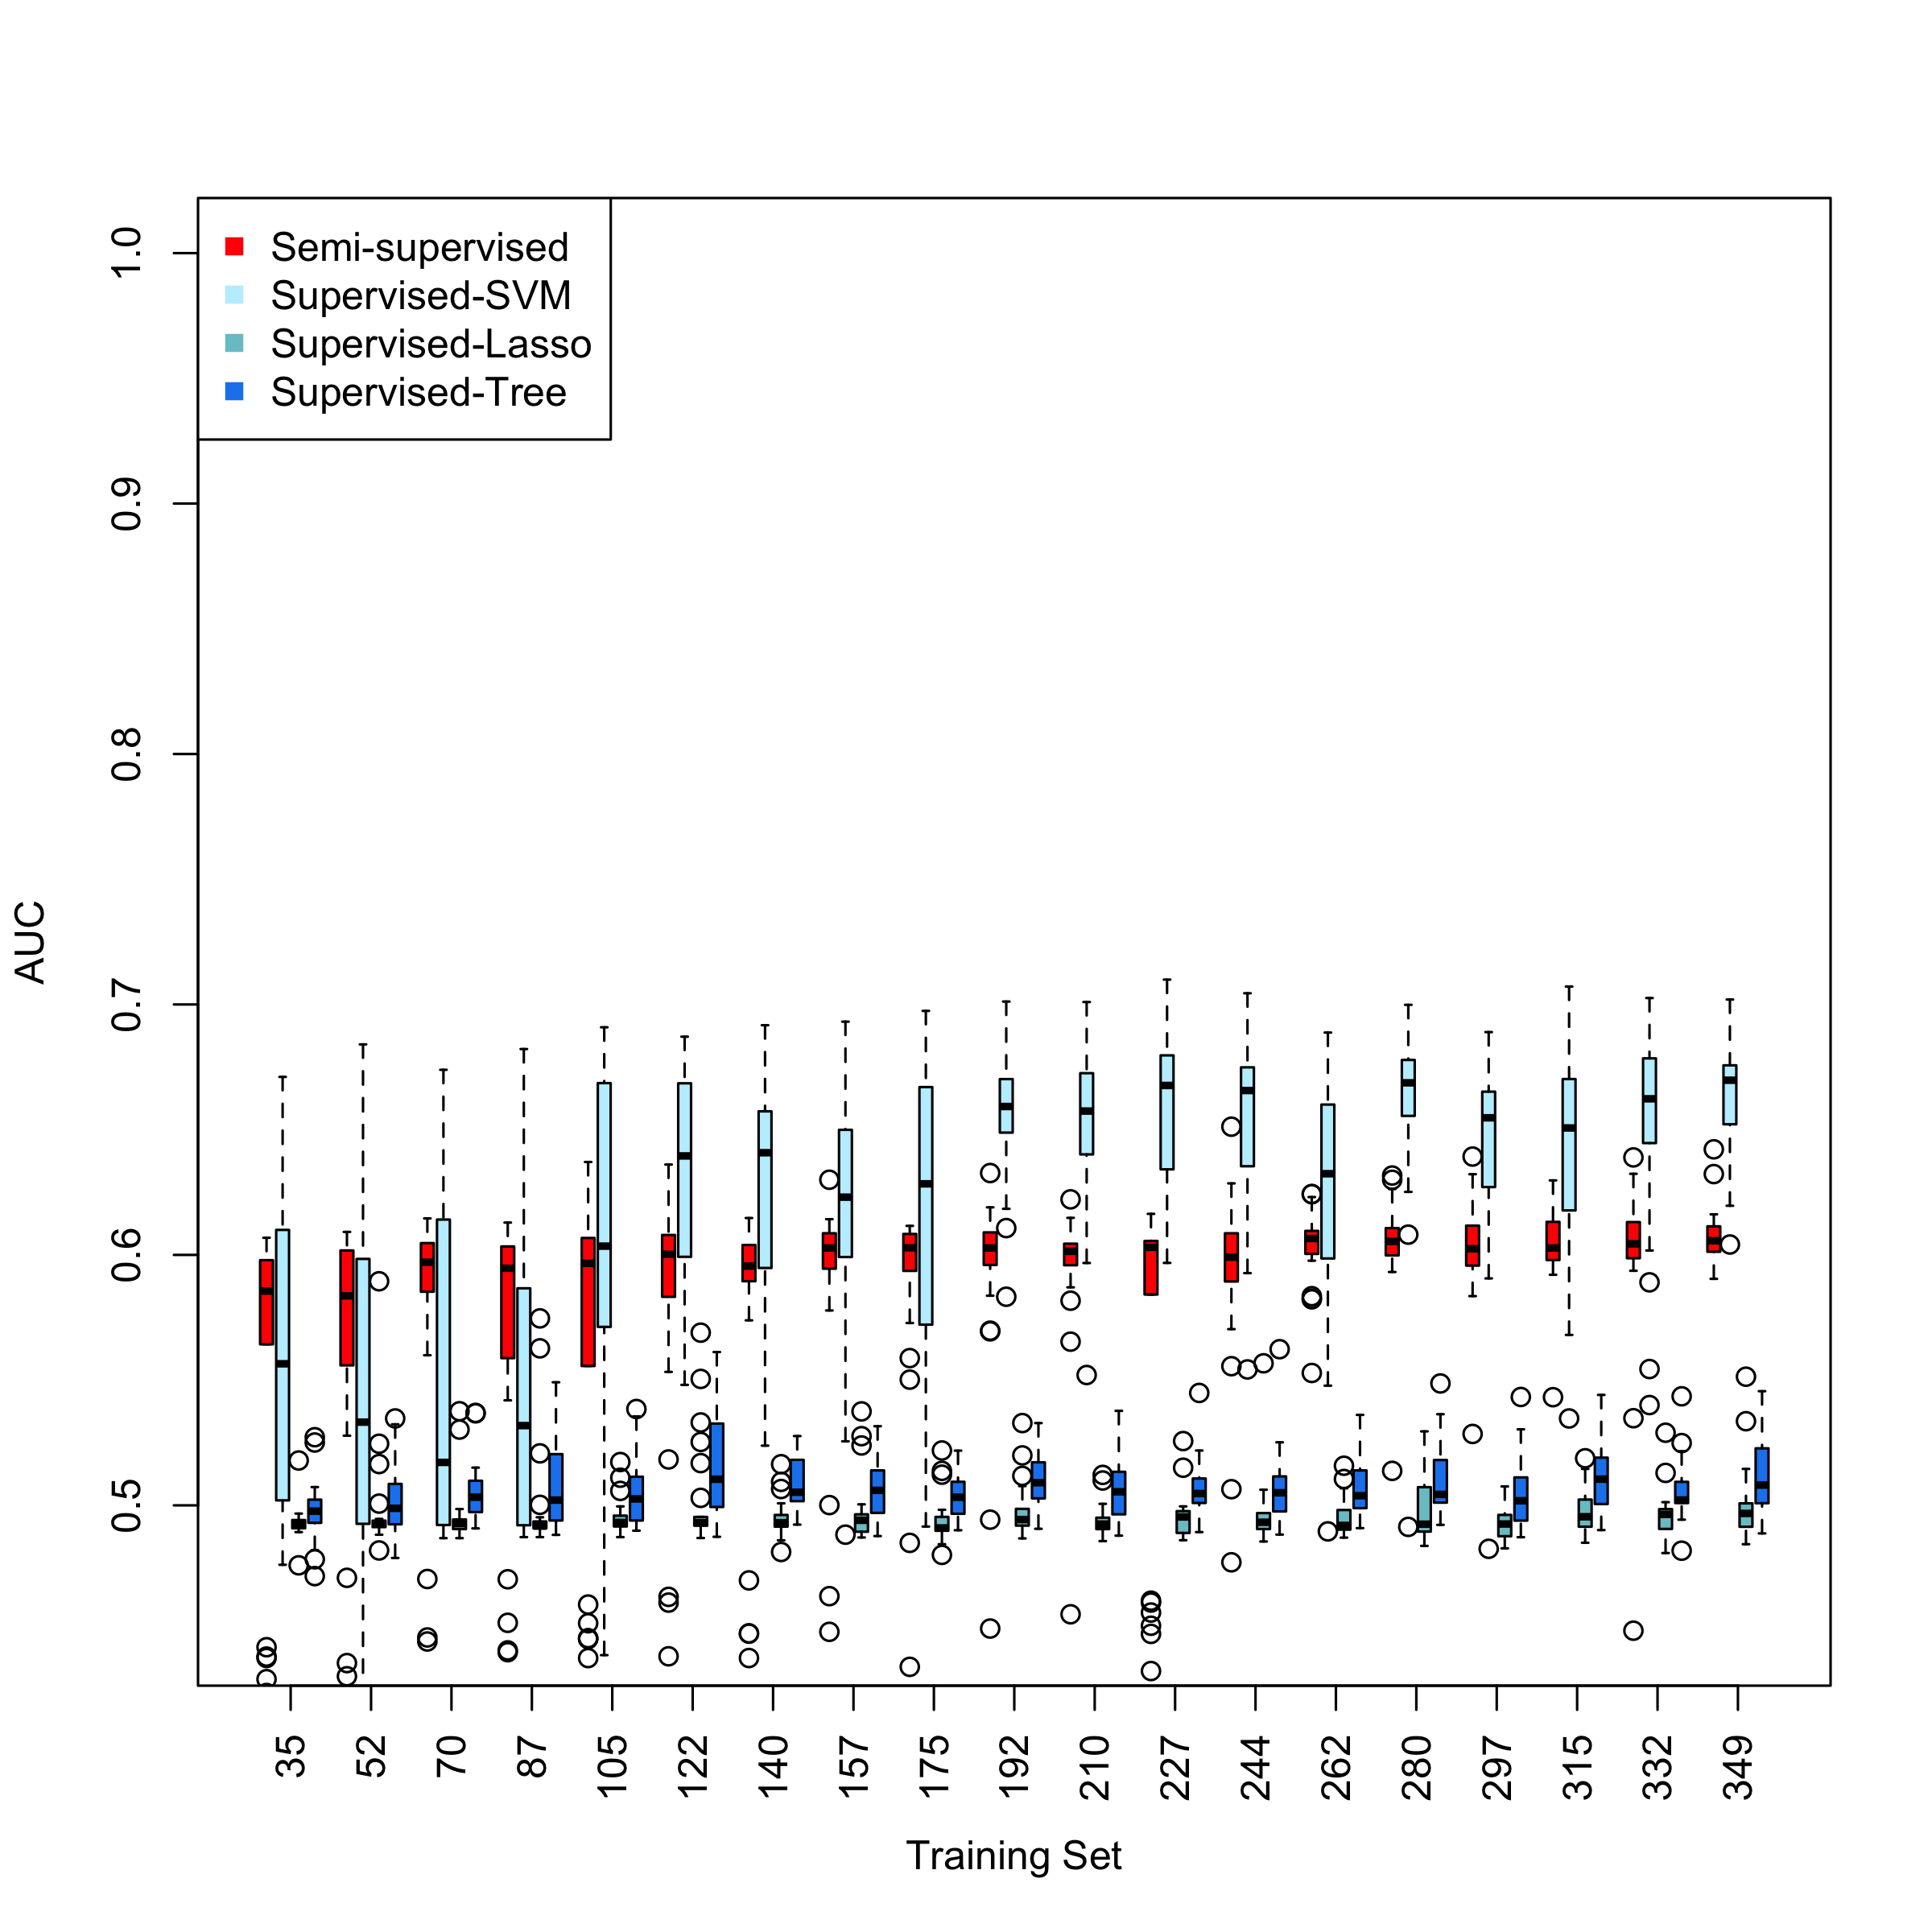 Semi-supervised
Supervised-SVM
Supervised-Lasso
Supervised-Tree
1.0
0.9
0.8
0.7
0.6
0.5
AUC
35 52 70 87 105 122 140 157 175 192 210 227 244 262 280 297 315 332 349
Training Set